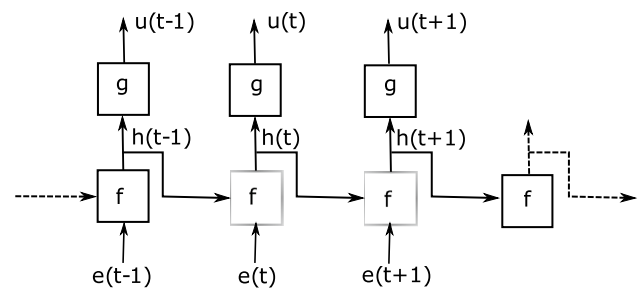 u(t-1) u(t) u(t+1)
g g g
h(t-1) h(t) h(t+1)
f f f f
e(t-1) e(t) e(t+1)